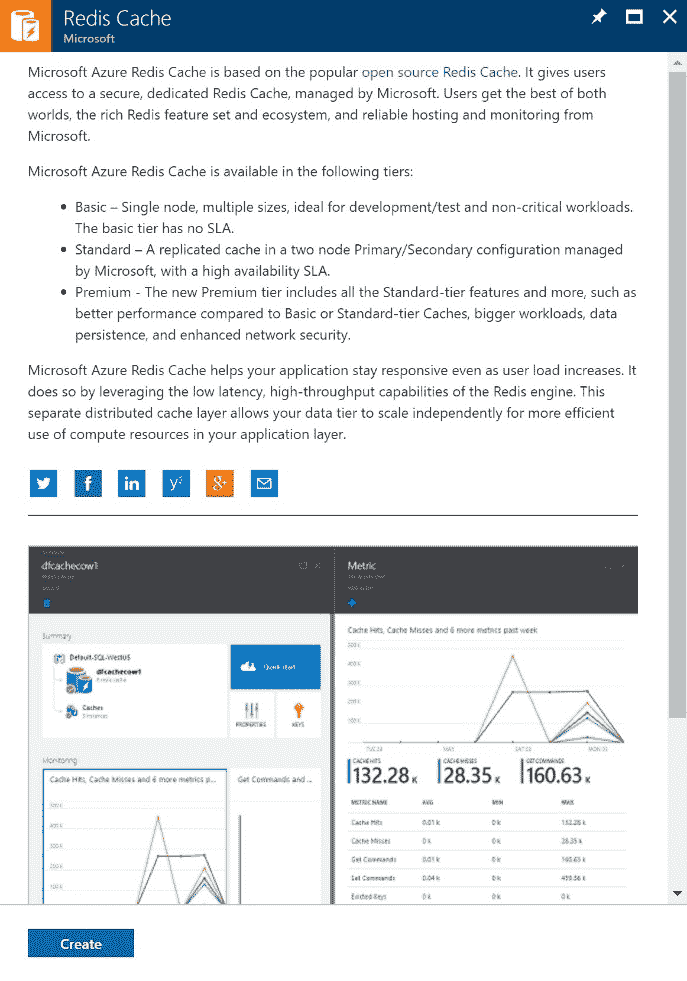 Redis Cache
Microsoft
Microsoft Azure Redis Cache is based on the popular open source Redis Cache. It gives users
access to a secure, dedicated Redis Cache, managed by Microsoft. Users get the best of both
worlds, the rich Redis feature set and ecosystem, and reliable hosting and monitoring from
Microsoft.
Microsoft Azure Redis Cache is available in the following tiers:
• Basic – Single node, multiple sizes, ideal for development/test and non-critical workloads.
The basic tier has no SLA.
• Standard – A replicated cache in a two node Primary/Secondary configuration managed
by Microsoft, with a high availability SLA.
• Premium - The new Premium tier includes all the Standard-tier features and more, such as
better performance compared to Basic or Standard-tier Caches, bigger workloads, data
persistence, and enhanced network security.
Microsoft Azure Redis Cache helps your application stay responsive even as user load increases. It
does so by leveraging the low latency, high-throughput capabilities of the Redis engine. This
separate distributed cache layer allows your data tier to scale independently for more efficient
use of compute resources in your application layer.
dfcachecow1
Summary
Default-SQL-WestUS
dfcachecow1
Caches
Quick start
PROPERTIES
KEYS
Monitoring
Cache Hits, Cache Misses and 6 more metrics p...
Get Commands and ...
Metric
Cache Hits, Cache Misses and 6 more metrics past week
CACHE HITS
132.28 K
CACHE MISSES
28.35 K
GET COMMANDS
160.63 K
METRIC NAME AVG MIN MAX
Cache Hits 0.01 k 0 k 132.28 k
Cache Misses 0 k 0 k 28.35 k
Get Commands 0.01 k 0 k 160.63 k
Set Commands 0.04 k 0 k
Evicted Keys 0 k 0 k 0 k
Create